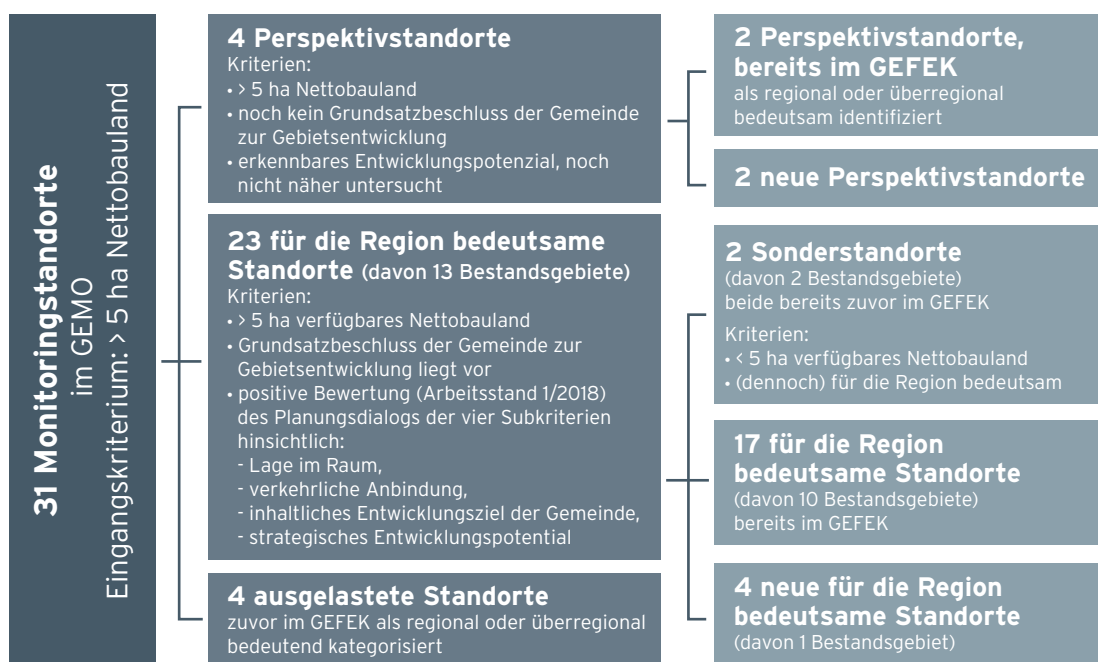 31 Monitoringstandorte
im GEMO
Eingangskriterium: > 5 ha Nettobauland
4 Perspektivstandorte
Kriterien:
• > 5 ha Nettobauland
• noch kein Grundsatzbeschluss der Gemeinde
zur Gebietsentwicklung
• erkennbares Entwicklungspotenzial, noch
nicht näher untersucht
23 für die Region bedeutsame
Standorte (davon 13 Bestandsgebiete)
Kriterien:
• > 5 ha verfügbares Nettobauland
• Grundsatzbeschluss der Gemeinde zur
Gebietsentwicklung liegt vor
• positive Bewertung (Arbeitsstand 1/2018)
des Planungsdialogs der vier Subkriterien
hinsichtlich:
- Lage im Raum,
- verkehrliche Anbindung,
- inhaltliches Entwicklungsziel der Gemeinde,
- strategisches Entwicklungspotential
4 ausgelastete Standorte
zuvor im GEFEK als regional oder überregional
bedeutend kategorisiert
2 Perspektivstandorte,
bereits im GEFEK
als regional oder überregional
bedeutsam identifiziert
2 neue Perspektivstandorte
2 Sonderstandorte
(davon 2 Bestandsgebiete)
beide bereits zuvor im GEFEK
Kriterien:
• < 5 ha verfügbares Nettobauland
• (dennoch) für die Region bedeutsam
17 für die Region
bedeutsame Standorte
(davon 10 Bestandsgebiete)
bereits im GEFEK
4 neue für die Region
bedeutsame Standorte
(davon 1 Bestandsgebiet)